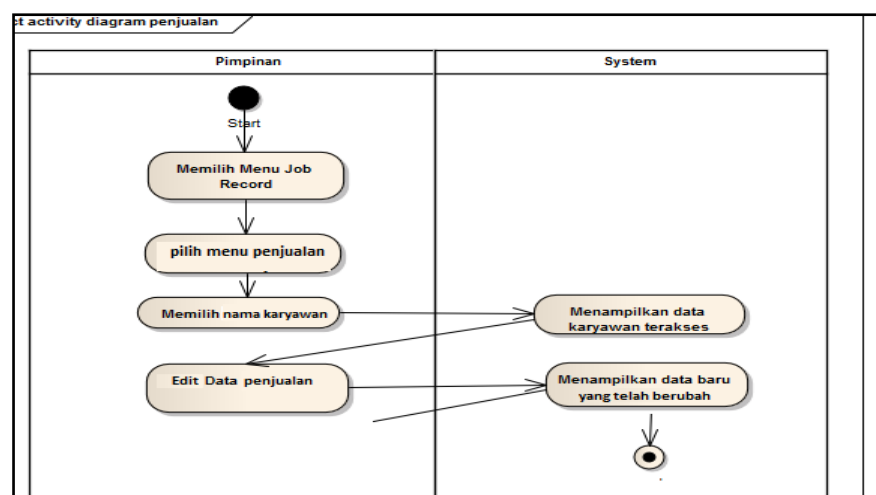 ct activity diagram penjualan
Pimpinan
System
Start
Memilih Menu Job
Record
pilih menu penjualan
Memilih nama karyawan
Menampilkan data
karyawan terakses
Edit Data penjualan
Menampilkan data baru
yang telah berubah